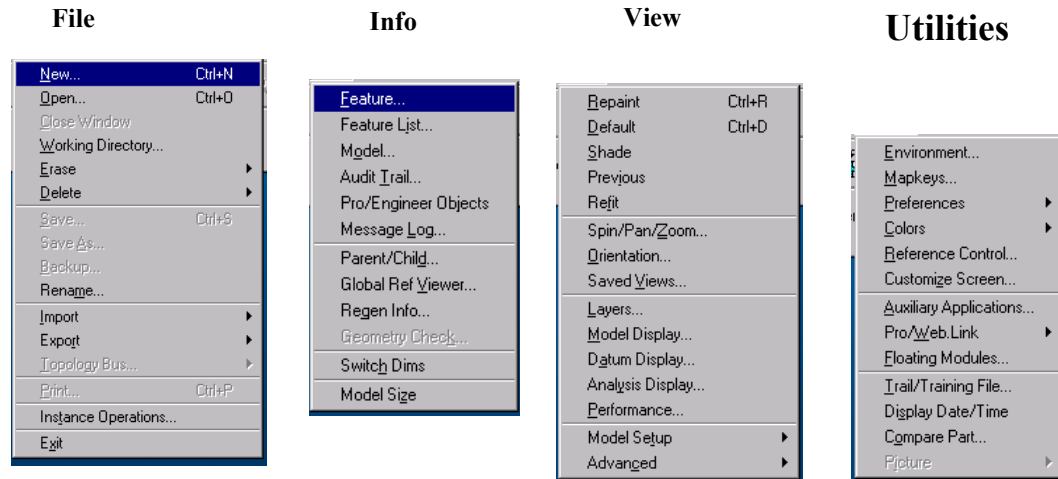 File
New... Ctrl+N
Open... Ctrl+O
Close Window
Working Directory...
Erase
Delete
Save... Ctrl+S
Save As...
Backup...
Rename...
Import
Export
Topology Bus...
Print... Ctrl+P
Instance Operations...
Exit
Info
Feature...
Feature List...
Model...
Audit Trail...
Pro/Engineer Objects
Message Log...
Parent/Child...
Global Ref Viewer...
Regen Info...
Geometry Check...
Switch Dims
Model Size
View
Repaint Ctrl+R
Default Ctrl+D
Shade
Previous
Refit
Spin/Pan/Zoom...
Orientation...
Saved Views...
Layers...
Model Display...
Datum Display...
Analysis Display...
Performance...
Model Setup
Advanced
Utilities
Environment...
Mapkeys...
Preferences
Colors
Reference Control...
Customize Screen...
Auxiliary Applications...
Pro/Web.Link
Floating Modules...
Trail/Training File...
Display Date/Time
Compare Part...
Picture